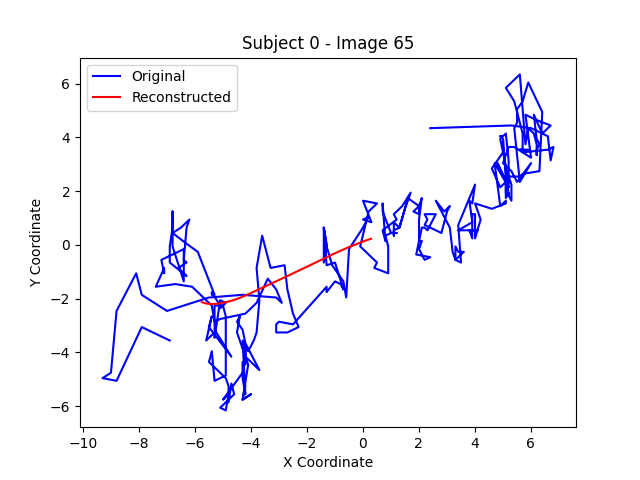 Subject 0 - Image 65
Original
Reconstructed
Y Coordinate
6
4
2
0
−2
−4
−6
−10 −8 −6 −4 −2 0 2 4 6
X Coordinate